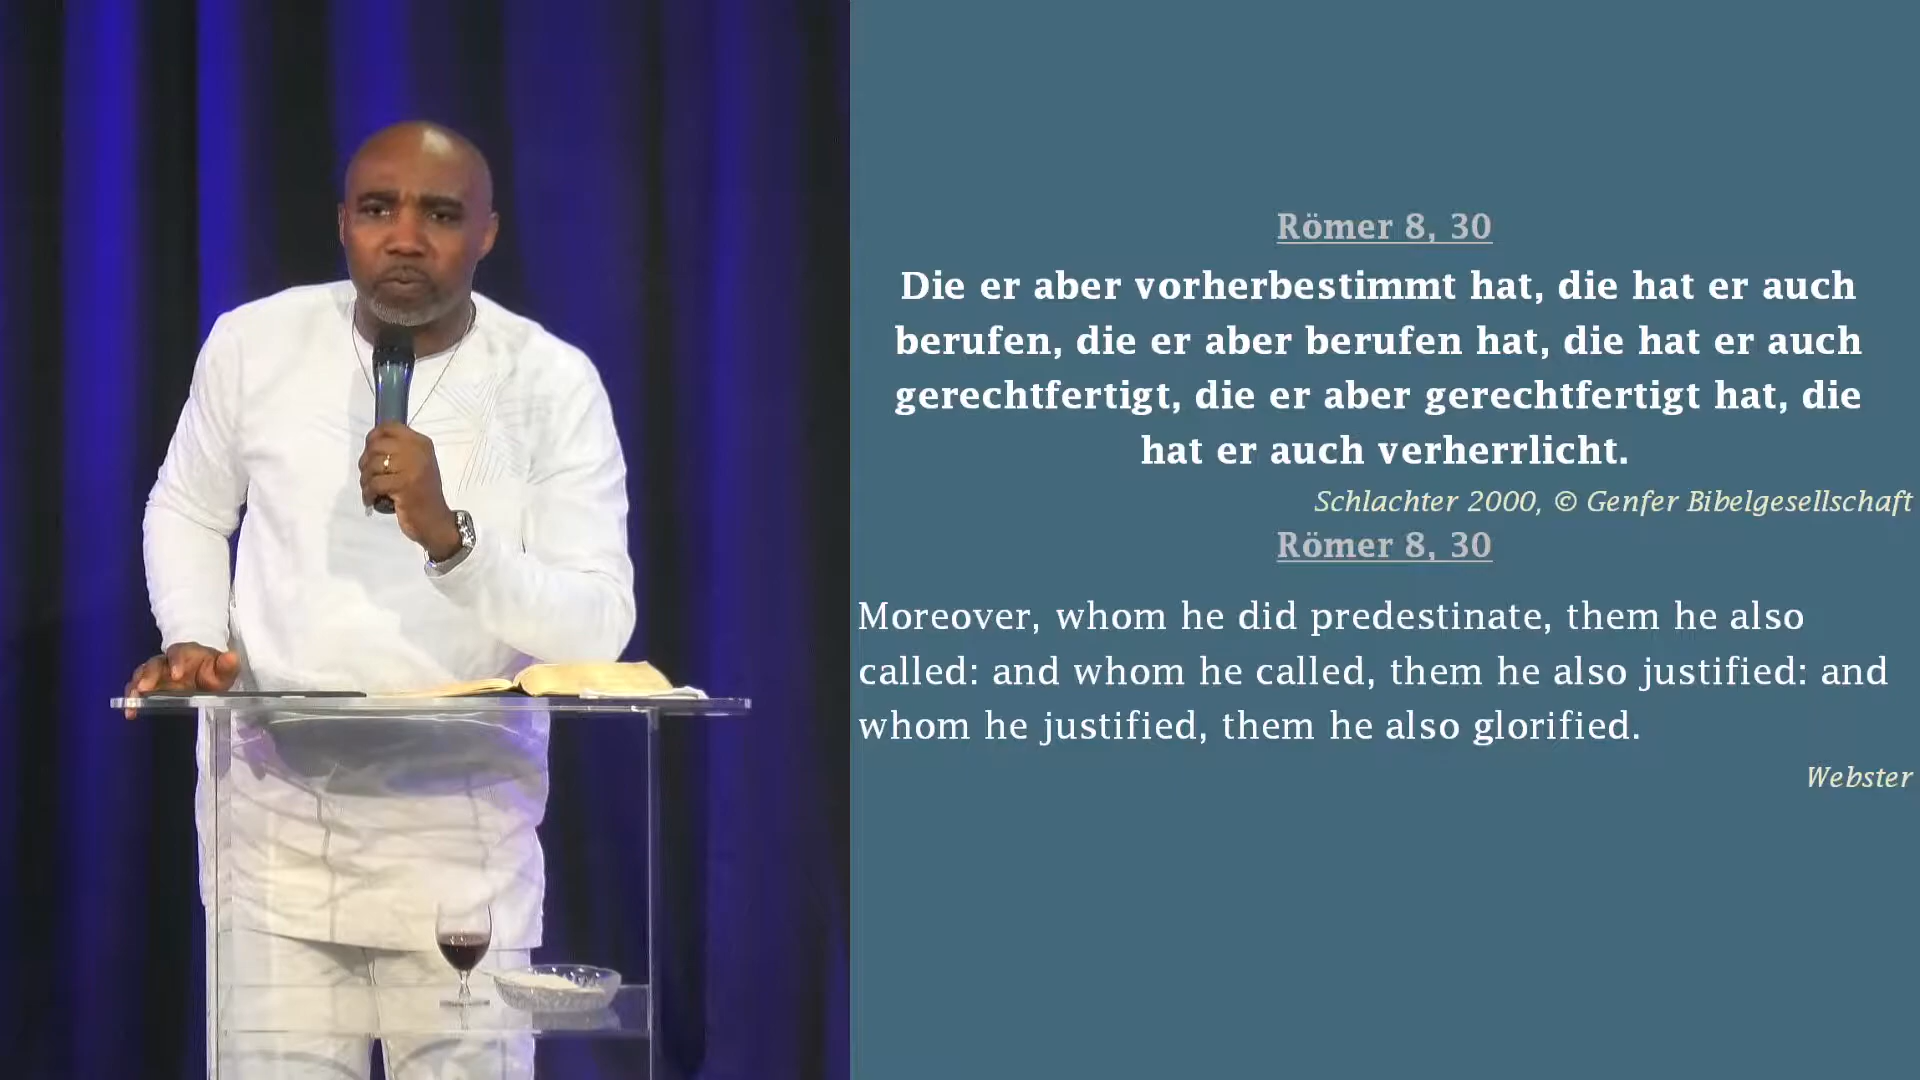 Römer 8, 30
Die er aber vorherbestimmt hat, die hat er auch
berufen, die er aber berufen hat, die hat er auch
gerechtfertigt, die er aber gerechtfertigt hat, die
hat er auch verherrlicht.
Schlachter 2000, © Genfer Bibelgesellschaft
Römer 8, 30
Moreover, whom he did predestinate, them he also
called: and whom he called, them he also justified: and
whom he justified, them he also glorified.
Webster